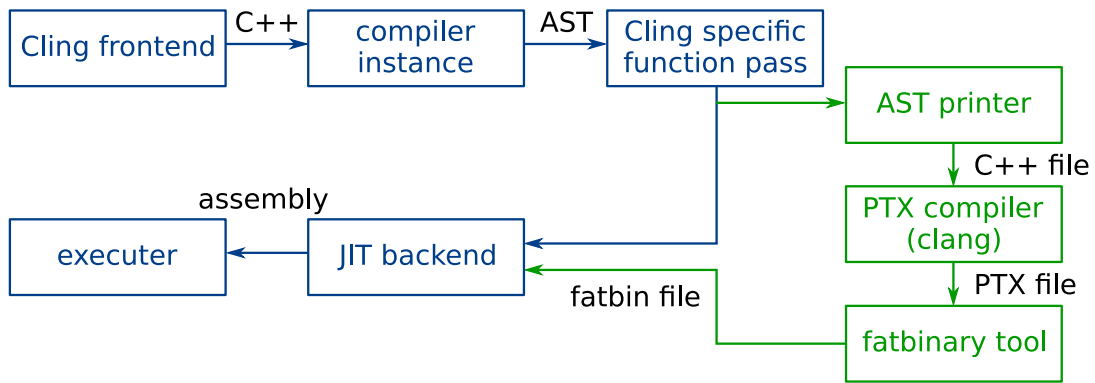 Cling frontend
C++
compiler
instance
AST
Cling specific
function pass
AST printer
C++ file
PTX compiler
(clang)
PTX file
fatbinary tool
fatbin file
JIT backend
assembly
executer